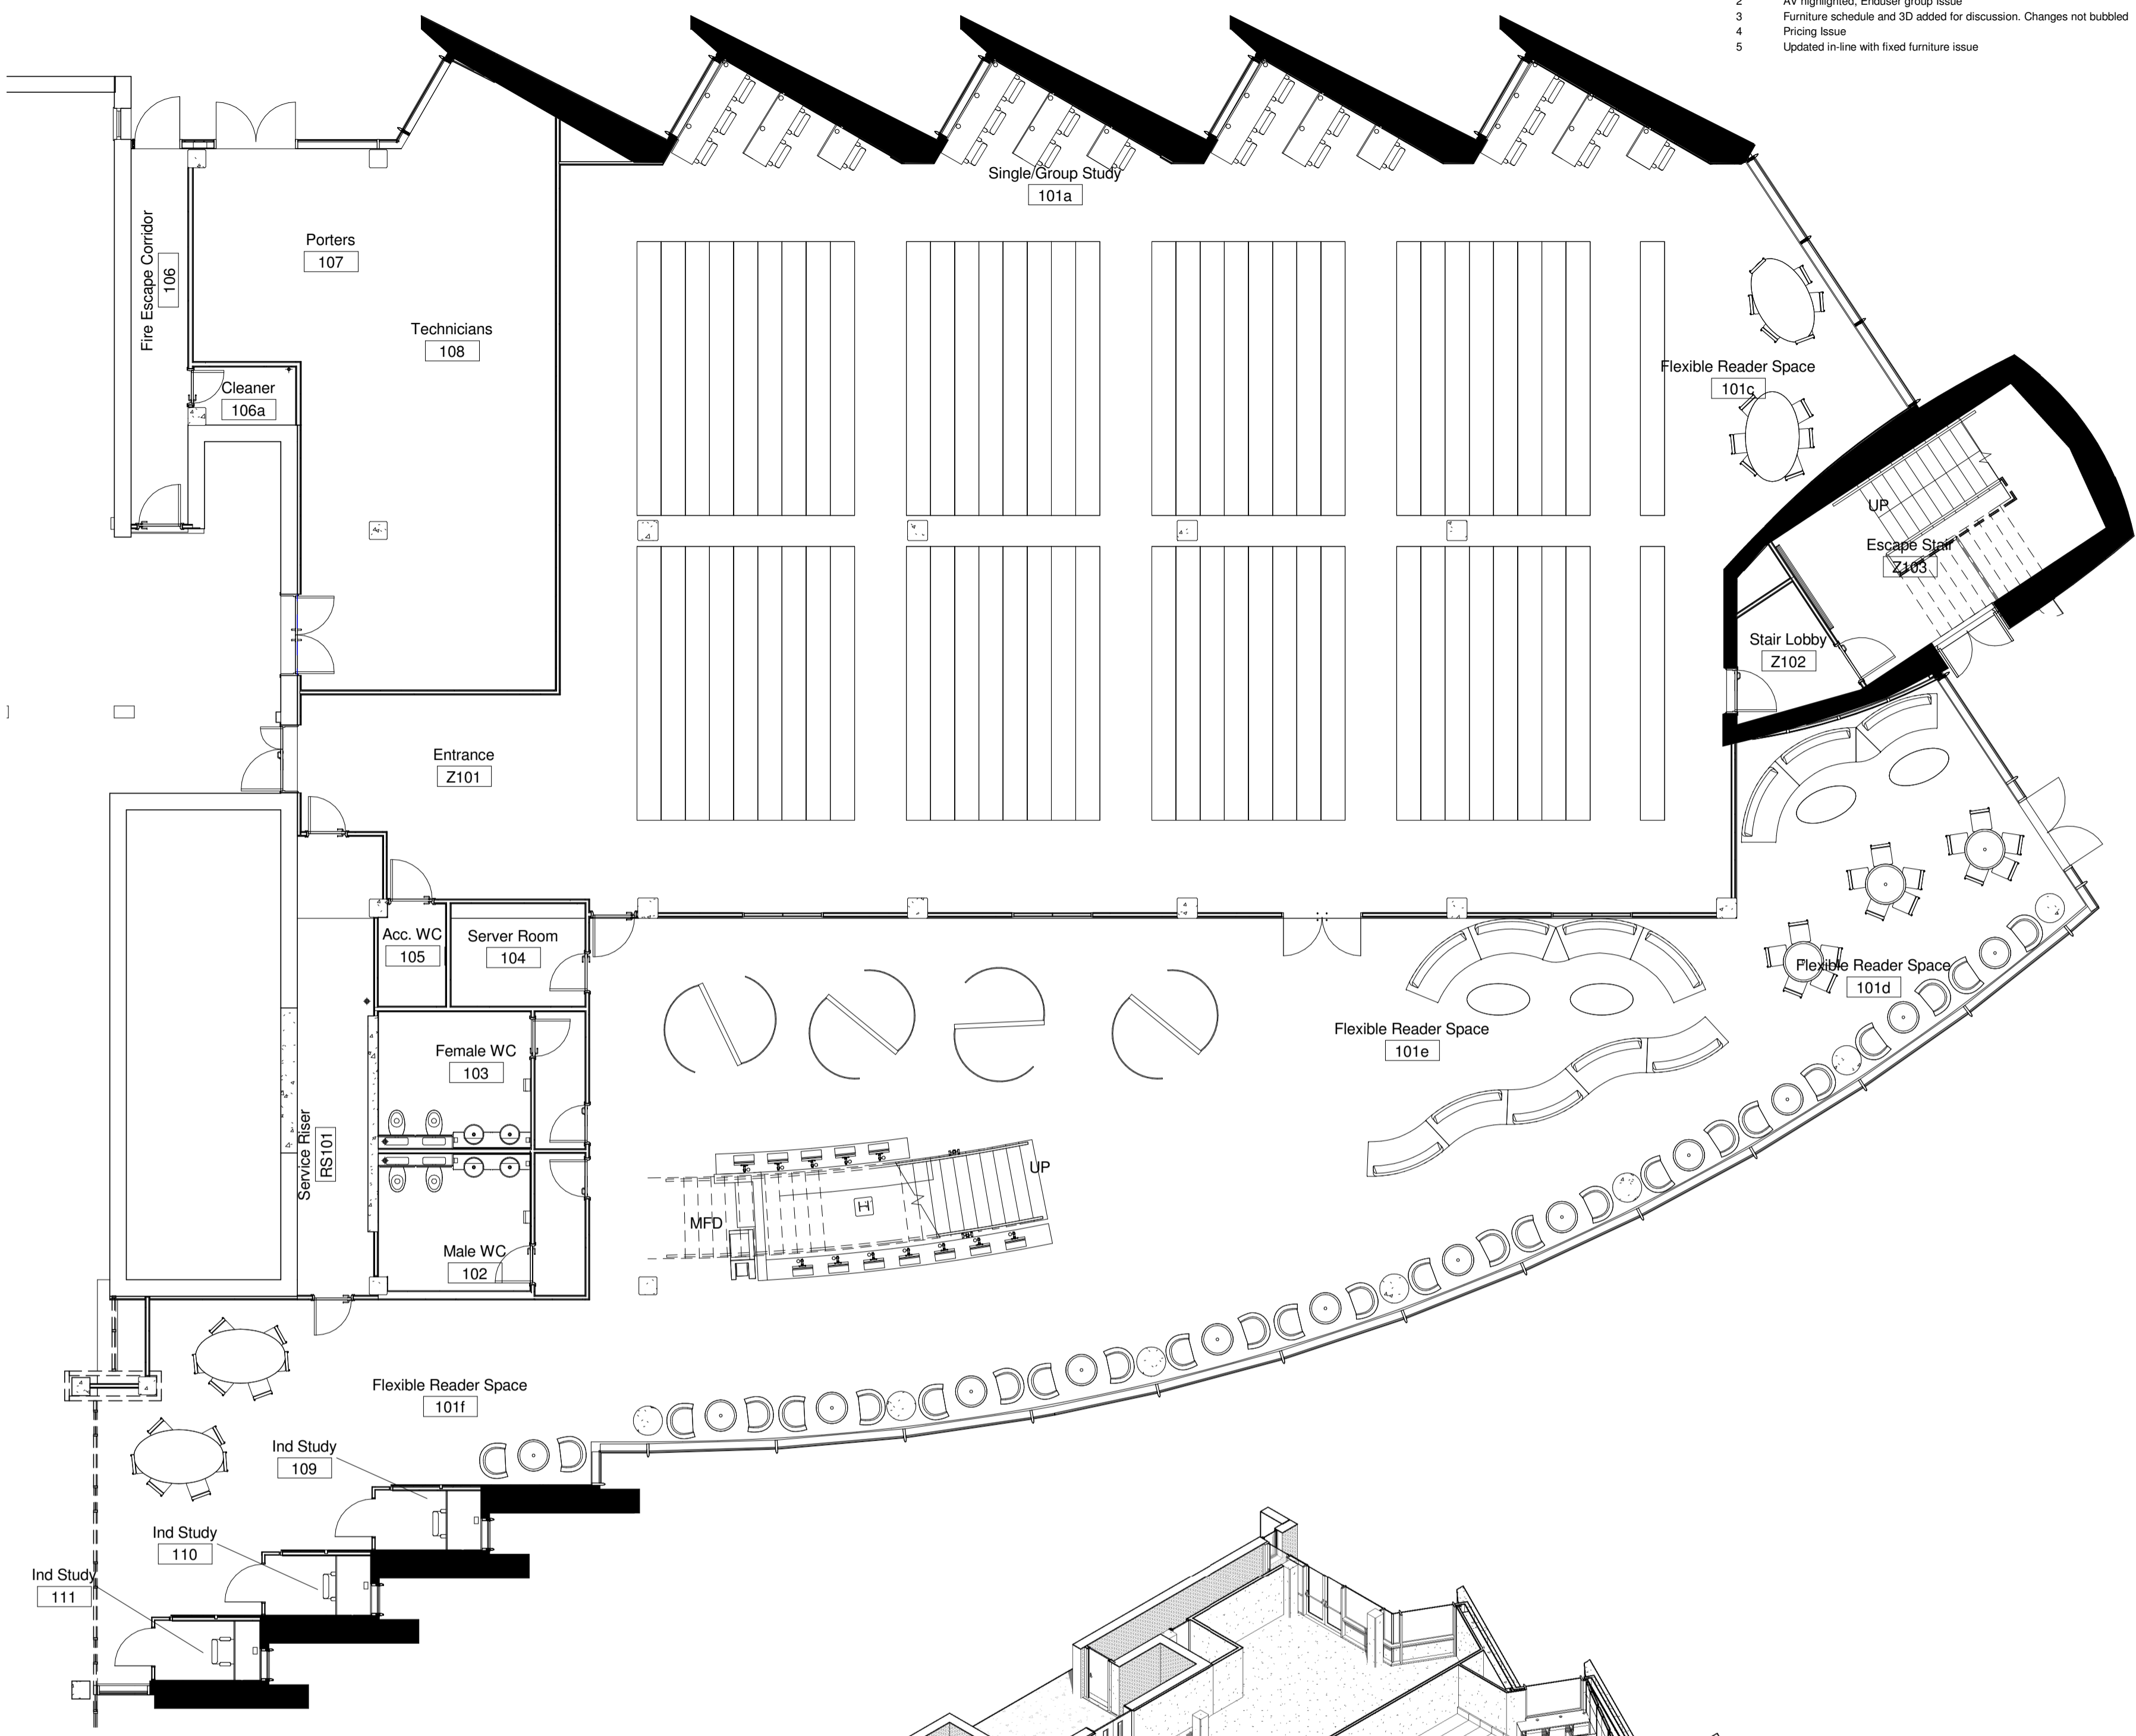 2 AV highlighted, Enduser group issue
3 Furniture schedule and 3D added for discussion. Changes not bubbled
4 Pricing Issue
5 Updated in-line with fixed furniture issue
Single/Group Study
101a
Fire Escape Corridor
106
Porters
107
Technicians
108
Cleaner
106a
Flexible Reader Space
101c
UP
Escape Stair
Z103
Stair Lobby
Z102
Entrance
Z101
Acc. WC
105
Server Room
104
Flexible Reader Space
101d
Flexible Reader Space
101e
Female WC
103
Service Riser
RS101
UP
MFD
H
Male WC
102
Flexible Reader Space
101f
Ind Study
109
Ind Study
110
Ind Study
111